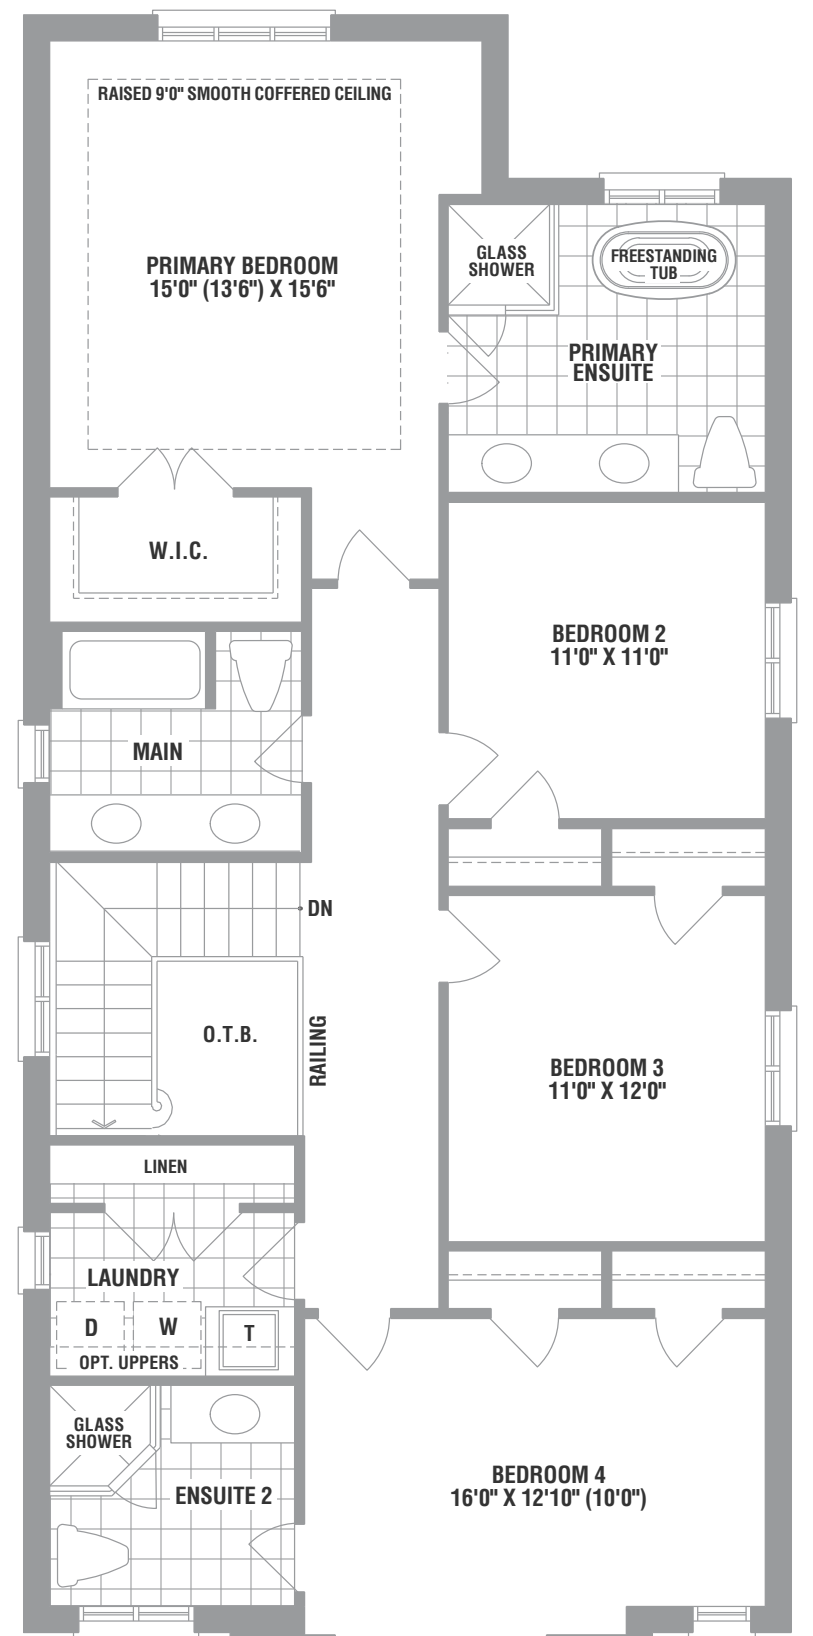 RAISED 9'0" SMOOTH COFFERED CEILING
PRIMARY BEDROOM
15'0" (13'6") X 15'6"
GLASS
SHOWER
FREESTANDING
TUB
PRIMARY
ENSUITE
W.I.C.
BEDROOM 2
11'0" X 11'0"
MAIN
DN
O.T.B.
RAILING
BEDROOM 3
11'0" X 12'0"
LINEN
LAUNDRY
D
W
T
OPT. UPPERS
GLASS
SHOWER
ENSUITE 2
BEDROOM 4
16'0" X 12'10" (10'0")